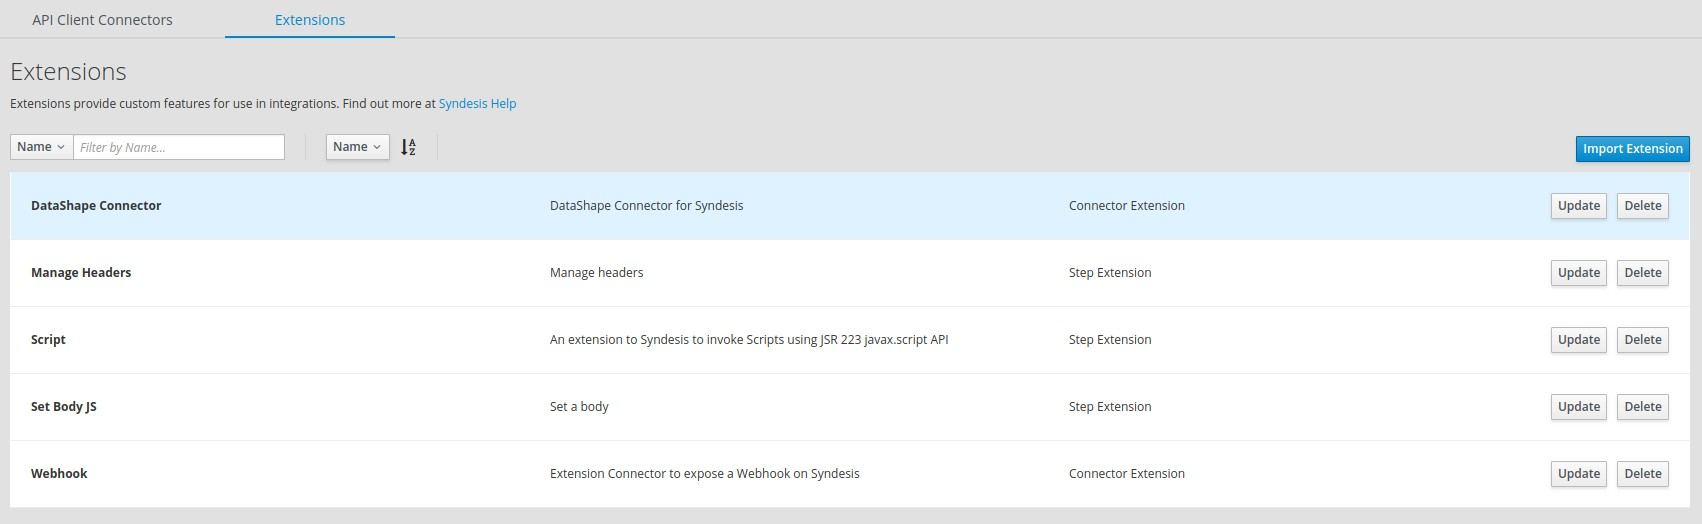 API Client Connectors Extensions
Extensions
Extensions provide custom features for use in integrations. Find out more at Syndesis Help
Name Filter by Name... Name A Z Import Extension
DataShape Connector DataShape Connector for Syndesis Connector Extension Update Delete
Manage Headers Manage headers Step Extension Update Delete
Script An extension to Syndesis to invoke Scripts using JSR 223 javax.script API Step Extension Update Delete
Set Body JS Set a body Step Extension Update Delete
Webhook Extension Connector to expose a Webhook on Syndesis Connector Extension Update Delete